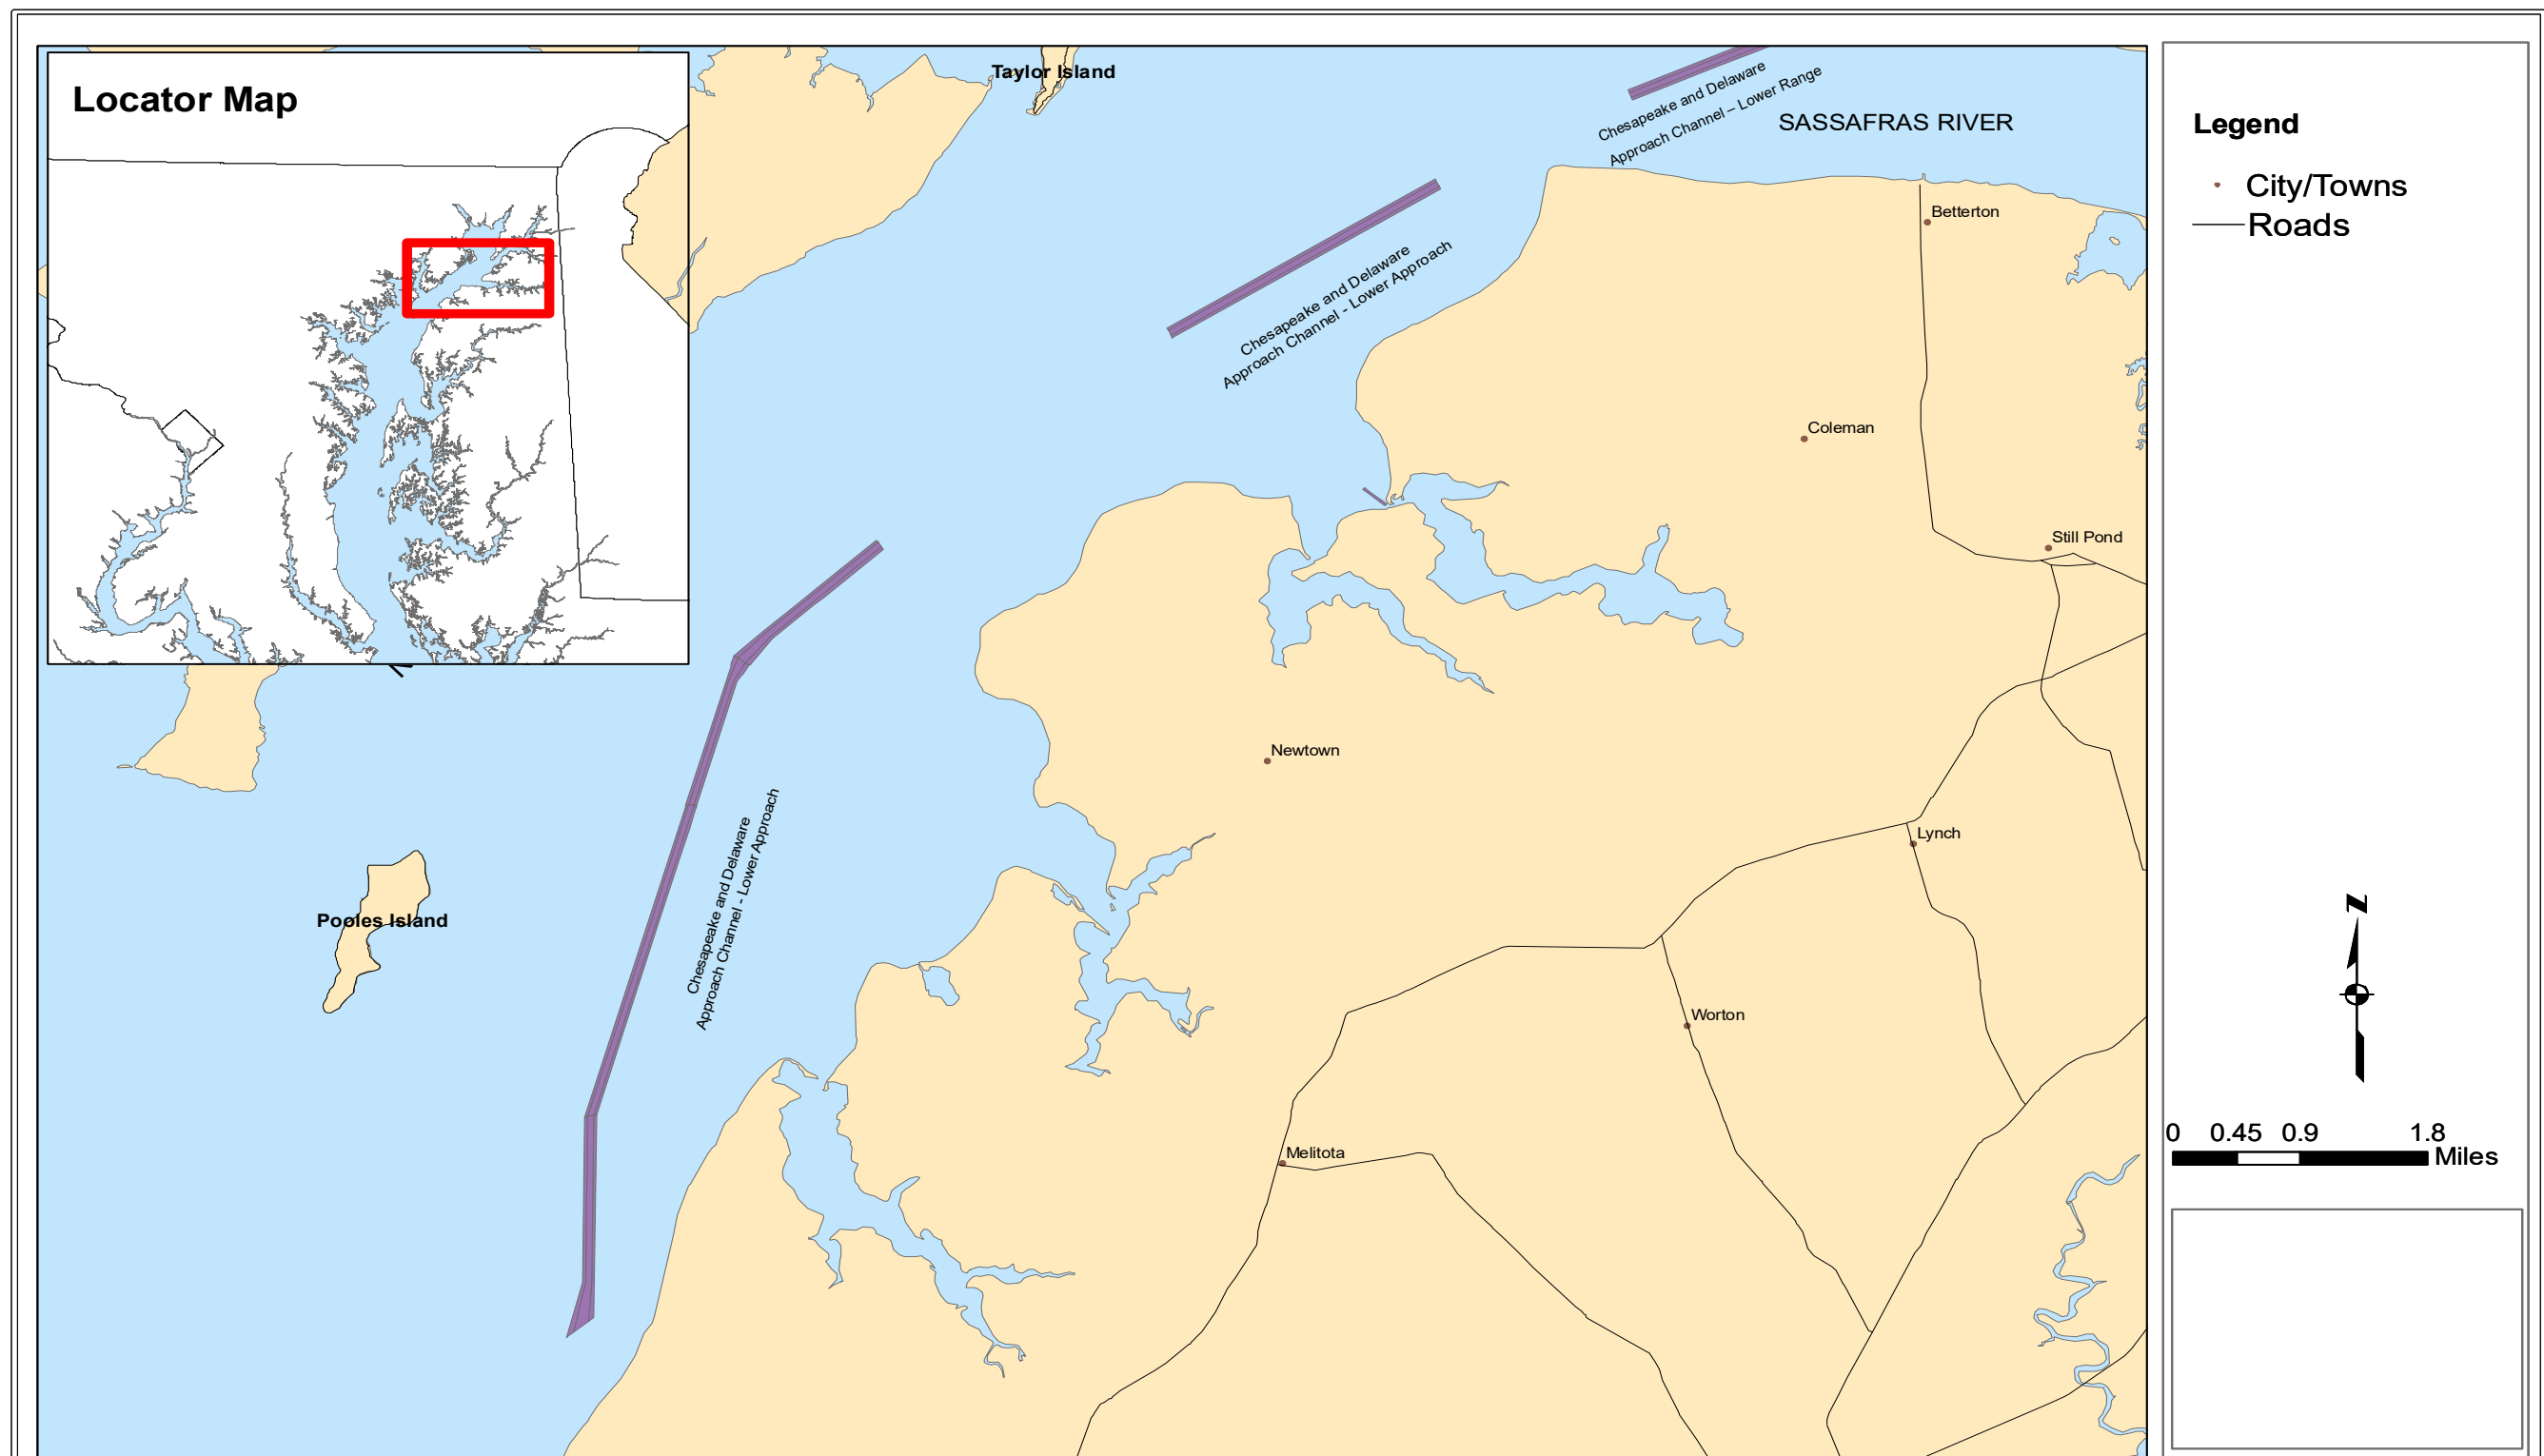 Locator Map
Taylor Island
Chesapeake and Delaware
Approach Channel – Lower Range
SASSAFRAS RIVER
Betterton
Chesapeake and Delaware
Approach Channel - Lower Approach
Coleman
Still Pond
Newtown
Lynch
Chesapeake and Delaware
Approach Channel - Lower Approach
Pooles Island
Worton
Melitota
Legend
City/Towns
Roads
N
0 0.45 0.9 1.8
Miles